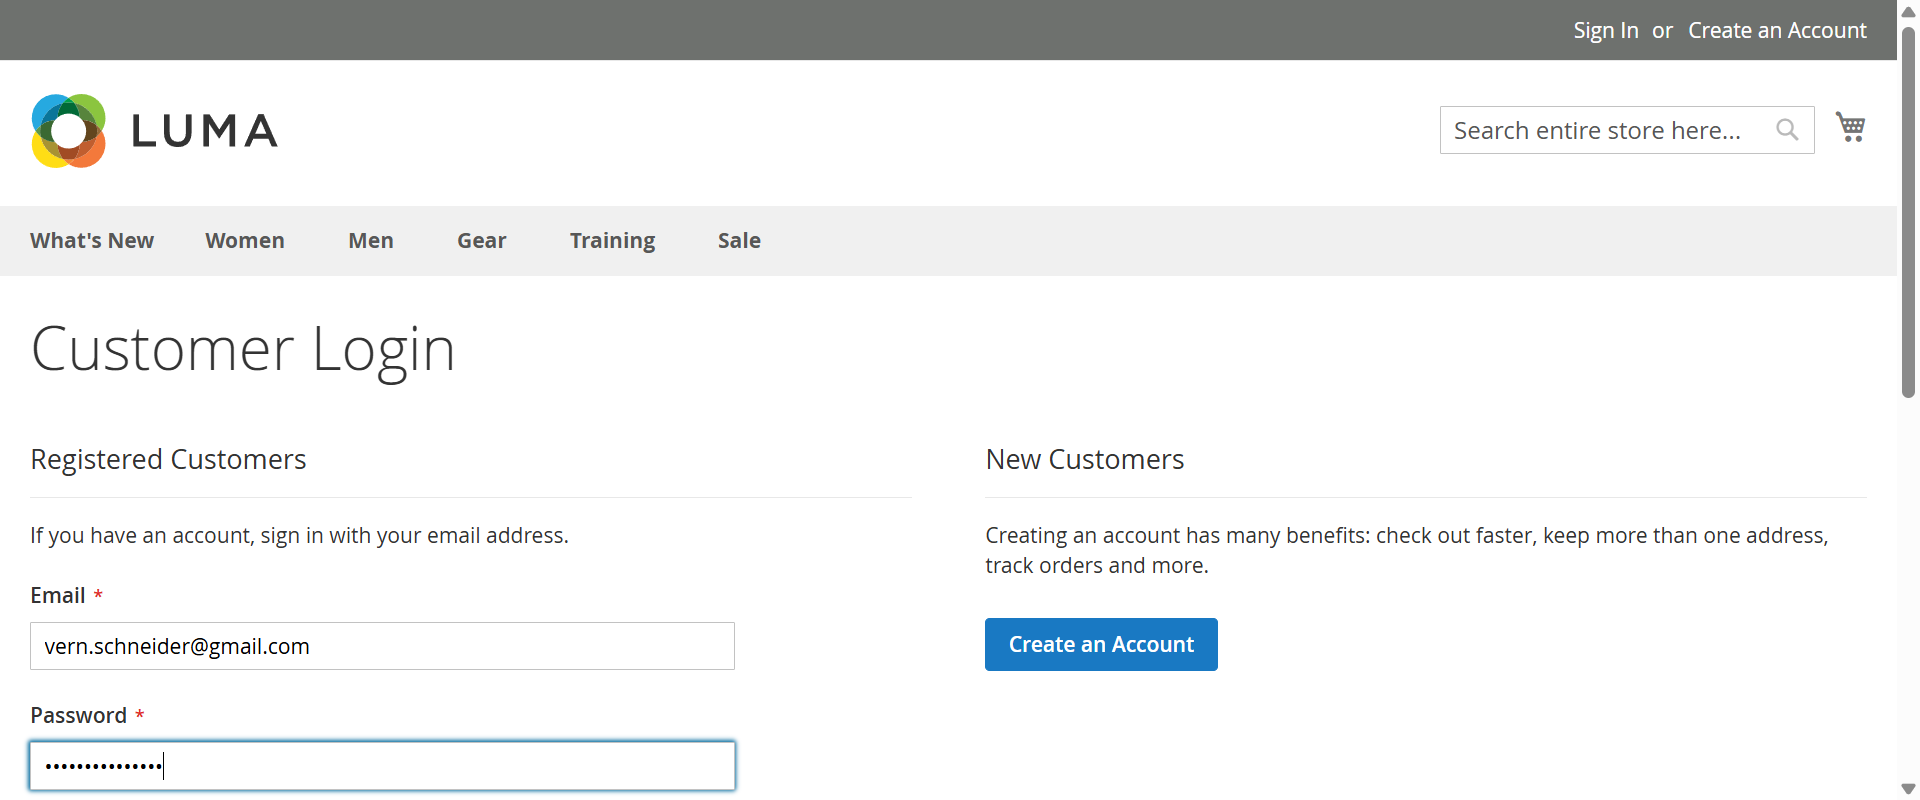 Sign In or Create an Account
LUMA
Search entire store here...
What's New Women Men Gear Training Sale
Customer Login
Registered Customers
If you have an account, sign in with your email address.
Email *
vern.schneider@gmail.com
Password *
•••••••••••••••
New Customers
Creating an account has many benefits: check out faster, keep more than one address,
track orders and more.
Create an Account